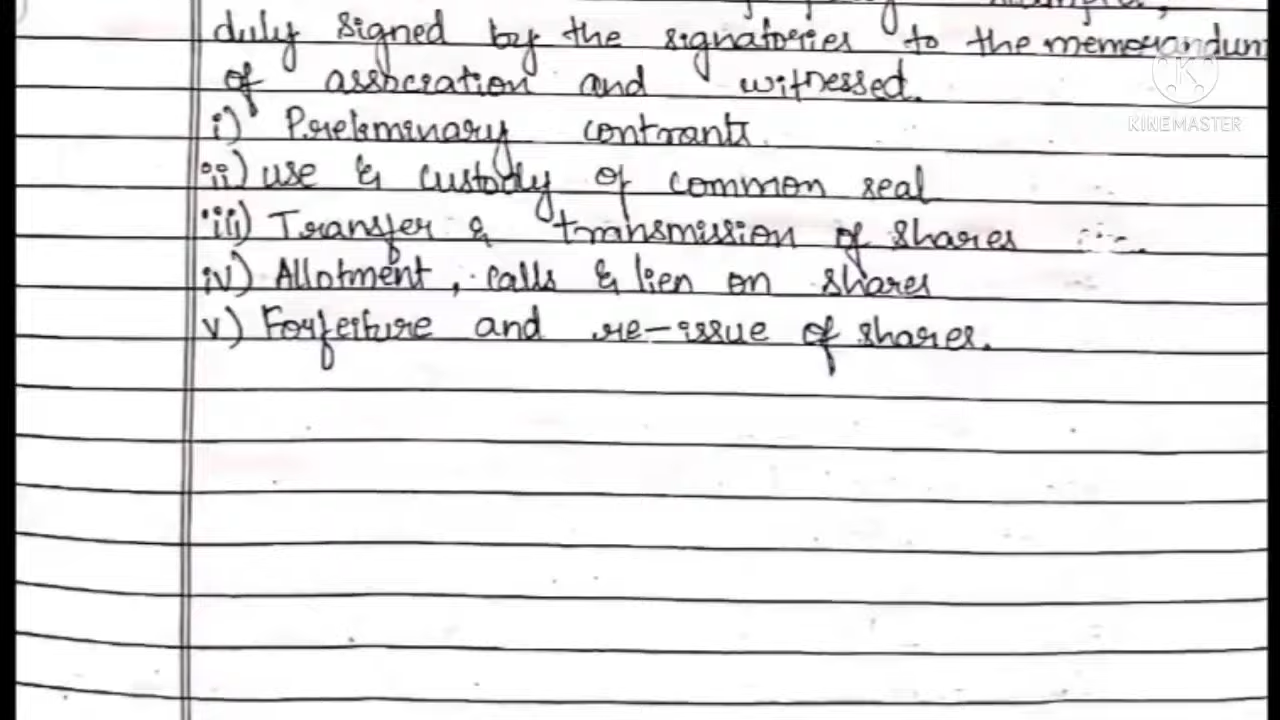 duly signed by the signatories to the memorandum
of association and witnessed.
i) Preliminary contracts
ii) use & custody of common seal
iii) Transfer & transmission of shares
iv) Allotment, calls & lien on shares
v) Forfeiture and re-issue of shares.
KINEMASTER